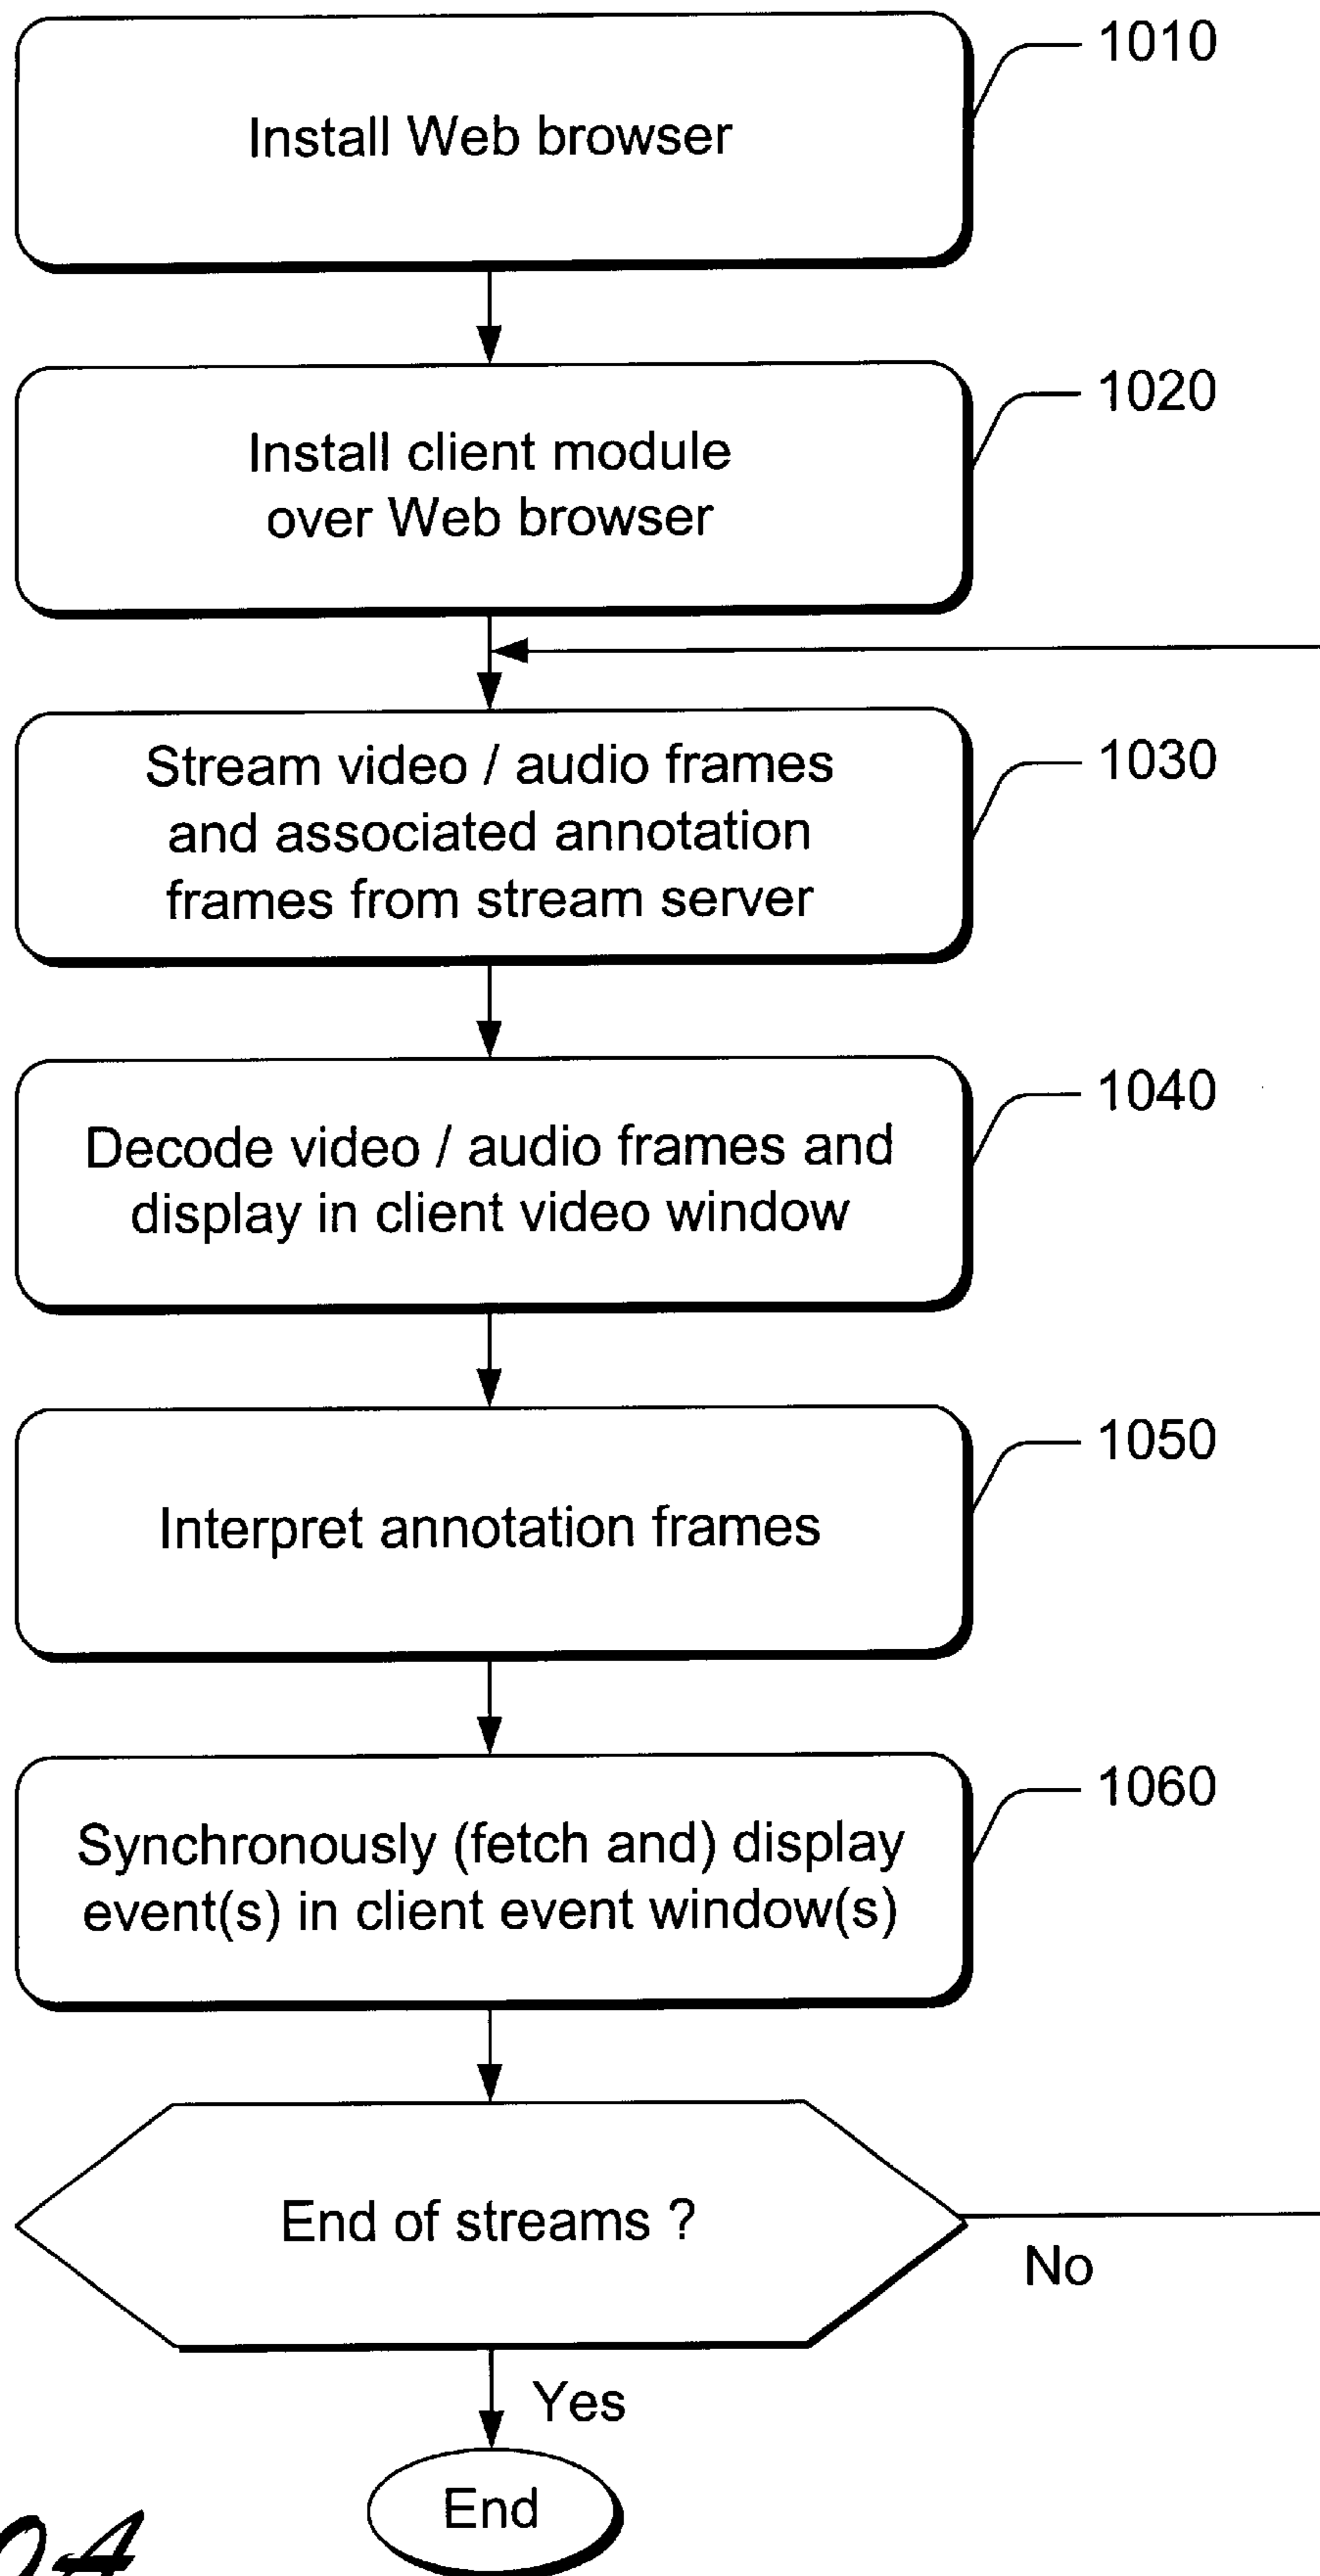 1010
Install Web browser
1020
Install client module
over Web browser
1030
Stream video / audio frames
and associated annotation
frames from stream server
1040
Decode video / audio frames and
display in client video window
1050
Interpret annotation frames
1060
Synchronously (fetch and) display
event(s) in client event window(s)
End of streams ?
No
Yes
End